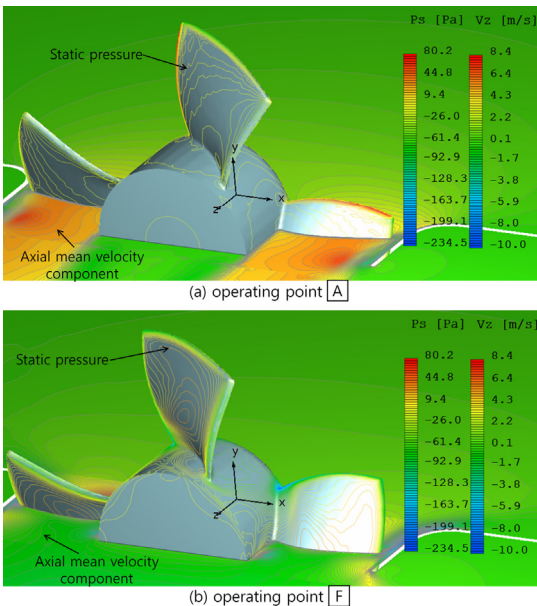 Ps [Pa] Vz [m/s]
Static pressure
80.2 8.4
44.8 6.4
9.4 4.3
-26.0 2.2
-61.4 0.1
-92.9 -1.7
-128.3 -3.8
-163.7 -5.9
-199.1 -8.0
-234.5 -10.0
y
x
z
Axial mean velocity
component
(a) operating point A
Ps [Pa] Vz [m/s]
Static pressure
80.2 8.4
44.8 6.4
9.4 4.3
-26.0 2.2
-61.4 0.1
-92.9 -1.7
-128.3 -3.8
-163.7 -5.9
-199.1 -8.0
-234.5 -10.0
y
x
z
Axial mean velocity
component
(b) operating point F